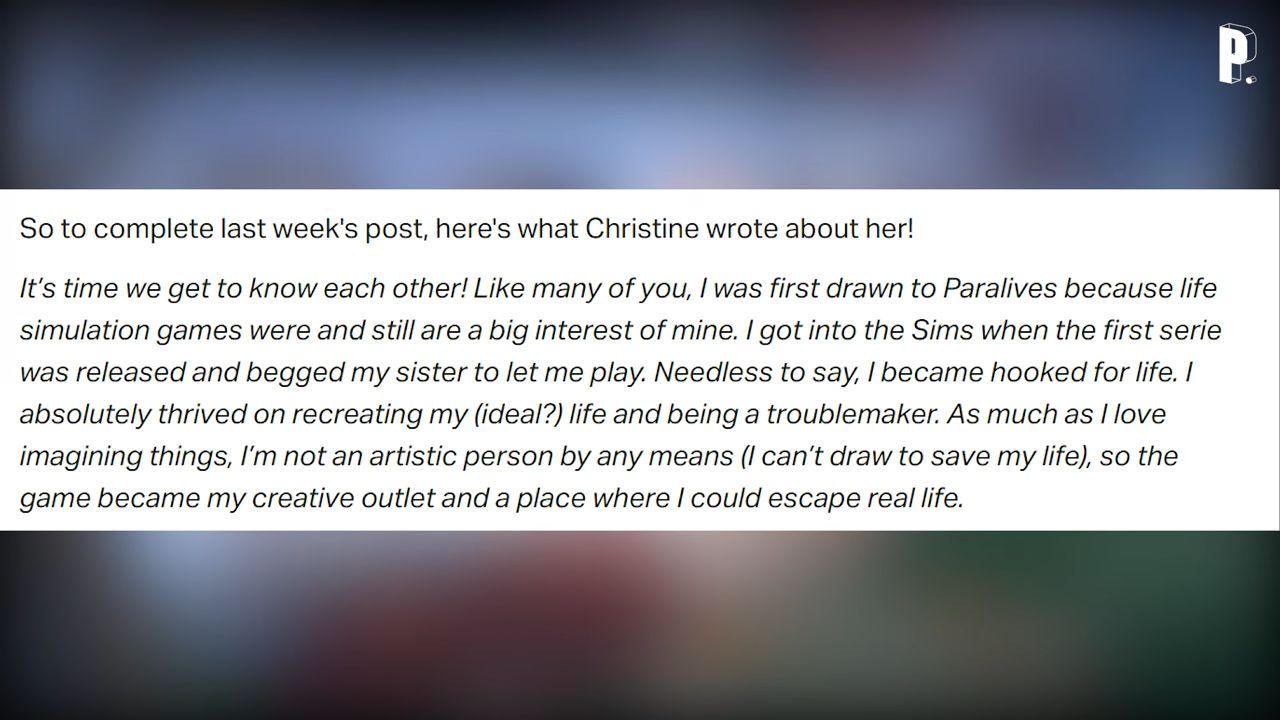 P.
So to complete last week's post, here's what Christine wrote about her!
It’s time we get to know each other! Like many of you, I was first drawn to Paralives because life
simulation games were and still are a big interest of mine. I got into the Sims when the first serie
was released and begged my sister to let me play. Needless to say, I became hooked for life. I
absolutely thrived on recreating my (ideal?) life and being a troublemaker. As much as I love
imagining things, I’m not an artistic person by any means (I can’t draw to save my life), so the
game became my creative outlet and a place where I could escape real life.